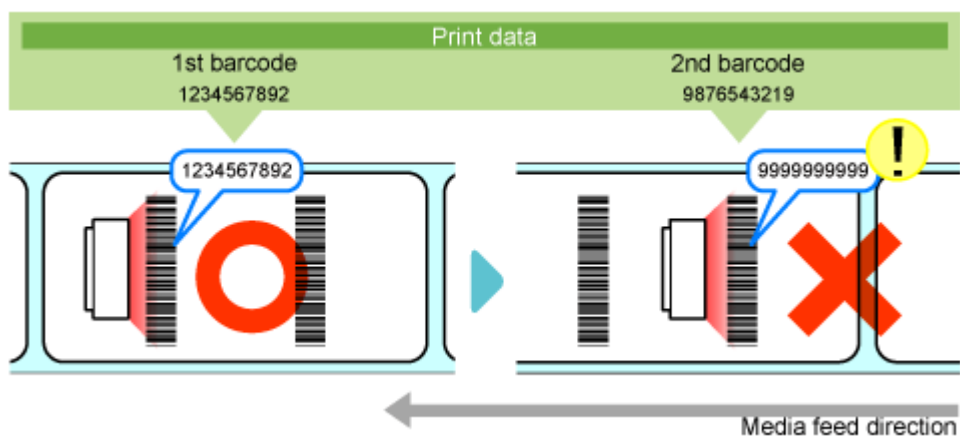 Print data
1st barcode
1234567892
2nd barcode
9876543219
1234567892
9999999999
!
Media feed direction